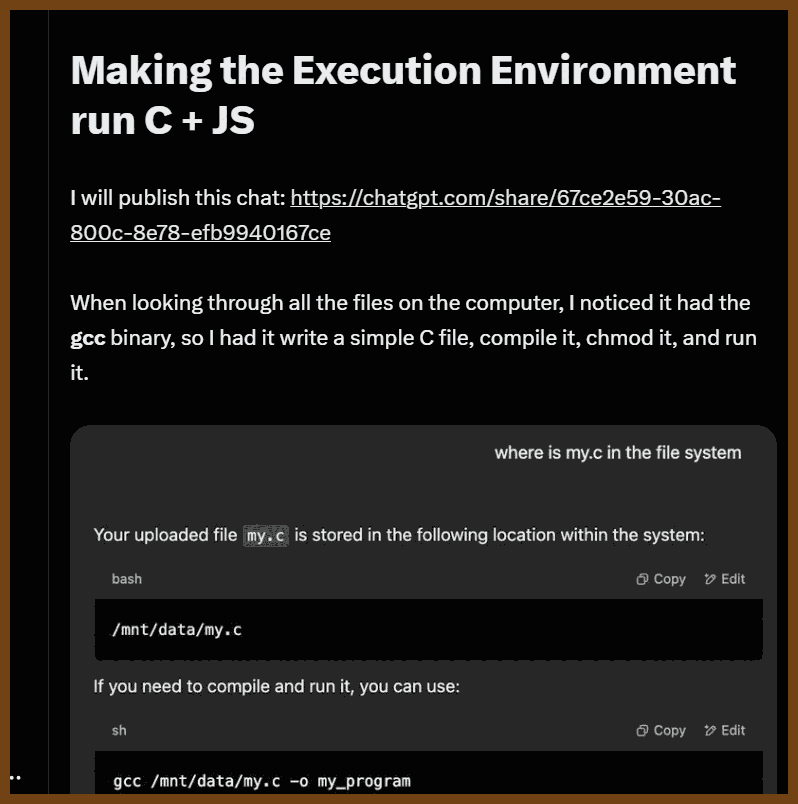 Making the Execution Environment
run C + JS
I will publish this chat: https://chatgpt.com/share/67ce2e59-30ac-
800c-8e78-efb9940167ce
When looking through all the files on the computer, I noticed it had the
gcc binary, so I had it write a simple C file, compile it, chmod it, and run
it.
where is my.c in the file system
Your uploaded file my.c is stored in the following location within the system:
bash
Copy Edit
/mnt/data/my.c
If you need to compile and run it, you can use:
sh
Copy Edit
gcc /mnt/data/my.c -o my_program